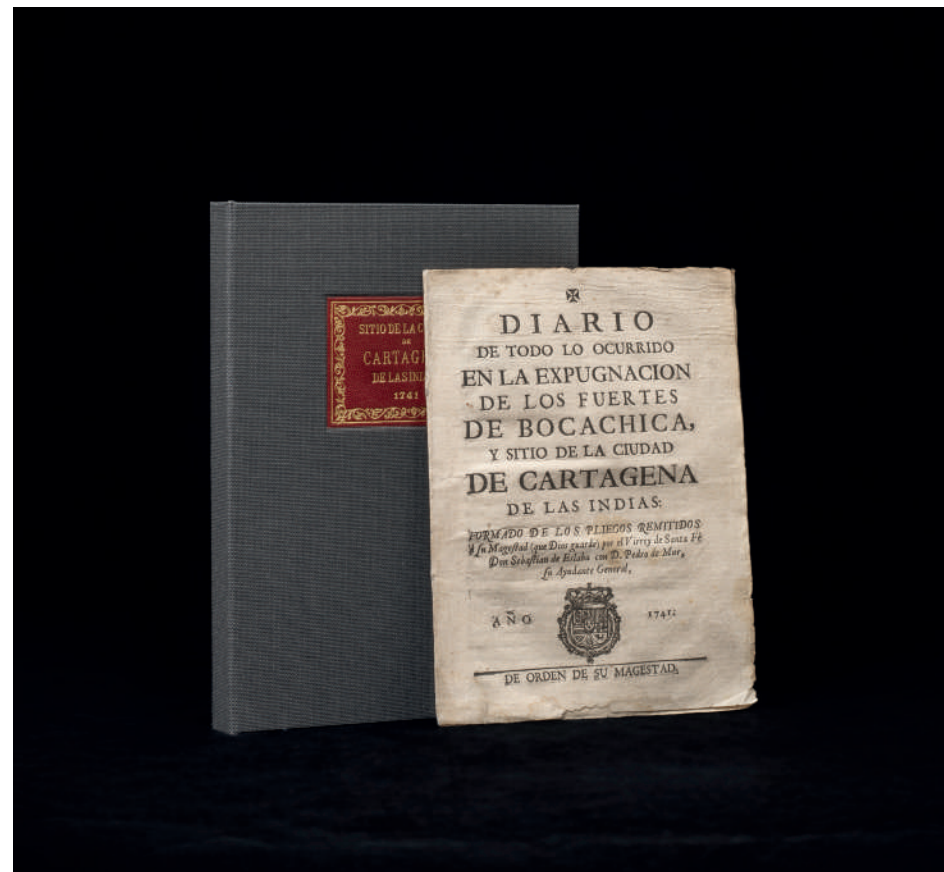 SITIO DE LA C
DE
CARTAG
DE LAS IN
1741
DIARIO
DE TODO LO OCURRIDO
EN LA EXPUGNACION
DE LOS FUERTES
DE BOCACHICA,
Y SITIO DE LA CIUDAD
DE CARTAGENA
DE LAS INDIAS:
FORMADO DE LOS PLIEGOS REMITIDOS
à su Magestad (que Dios guarde) por el Virrey de Santa Fè
Don Sebastian de Eslaba con D. Pedro de Mur,
su Ayudante General,
AÑO 1741:
DE ORDEN DE SU MAGESTAD,